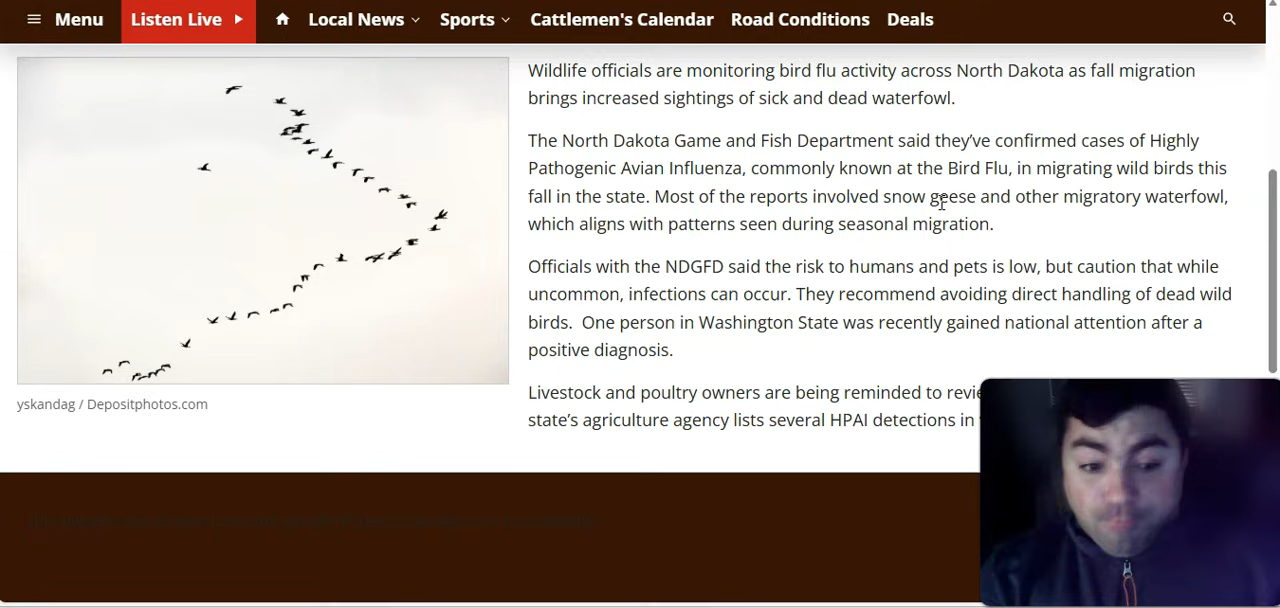 Menu Listen Live Local News Sports Cattlemen's Calendar Road Conditions Deals
Wildlife officials are monitoring bird flu activity across North Dakota as fall migration
brings increased sightings of sick and dead waterfowl.
The North Dakota Game and Fish Department said they've confirmed cases of Highly
Pathogenic Avian Influenza, commonly known at the Bird Flu, in migrating wild birds this
fall in the state. Most of the reports involved snow geese and other migratory waterfowl,
which aligns with patterns seen during seasonal migration.
Officials with the NDGFD said the risk to humans and pets is low, but caution that while
uncommon, infections can occur. They recommend avoiding direct handling of dead wild
birds.  One person in Washington State was recently gained national attention after a
positive diagnosis.
yskandag / Depositphotos.com
Livestock and poultry owners are being reminded to
state's agriculture agency lists several HPAI detections in